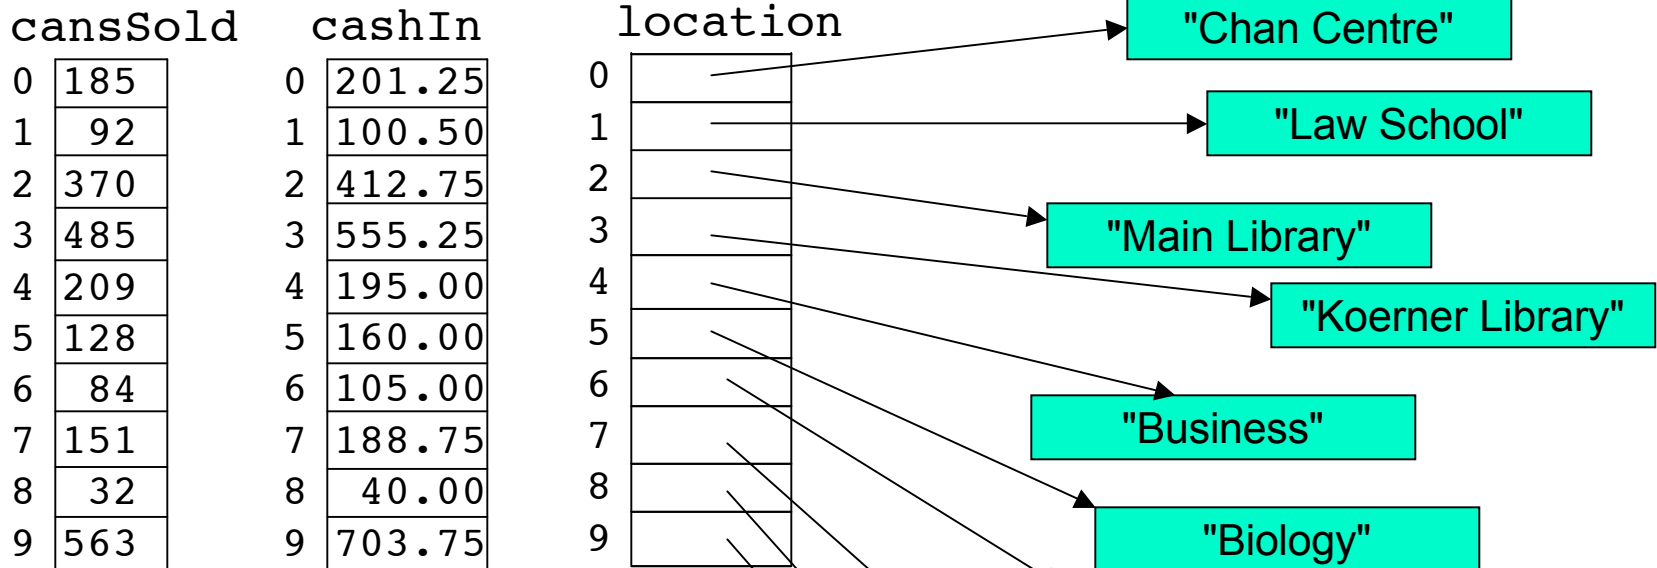 cansSold cashIn location "Chan Centre"
0 185 0 201.25 0
1 92 1 100.50 1 "Law School"
2 370 2 412.75 2
3 485 3 555.25 3 "Main Library"
4 209 4 195.00 4 "Koerner Library"
5 128 5 160.00 5
6 84 6 105.00 6
7 151 7 188.75 7 "Business"
8 32 8 40.00 8
9 563 9 703.75 9 "Biology"